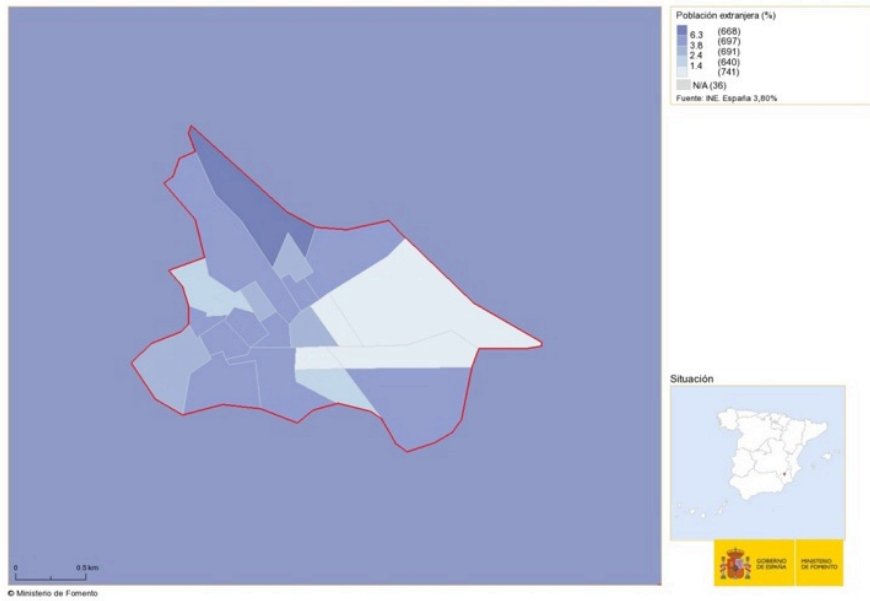 Población extranjera (%)
6.3 (668)
3.8 (697)
2.4 (691)
1.4 (640)
(741)
N/A (36)
Fuente: INE. España 3,80%
Situación
GOBIERNO
DE ESPAÑA
MINISTERIO
DE FOMENTO
0 0.5 km
© Ministerio de Fomento